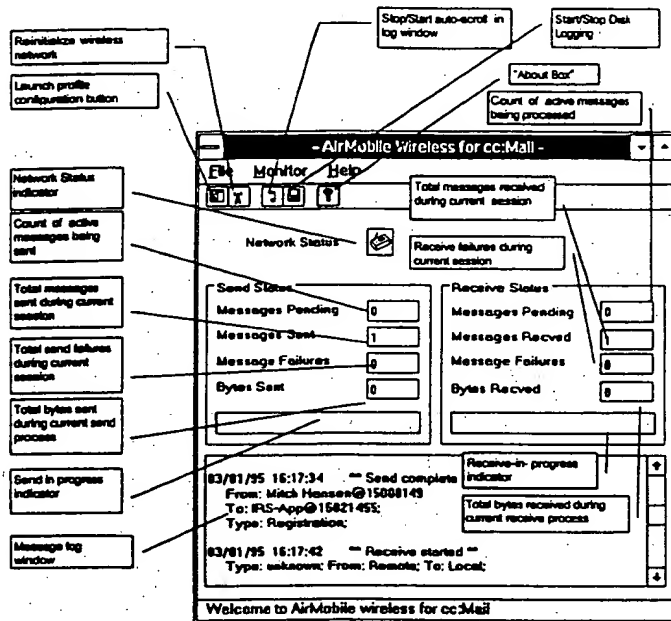 Stop/Start auto-scroll in
log window
Start/Stop Disk
Logging
Reinitialize wireless
network
Launch profile
configuration button
"About Box"
Count of active messages
being processed
- AirMobile Wireless for cc:Mail -
File Monitor Help
Network Status
indicator
Total messages received
during current session
Count of active
messages being
sent
Network Status
Receive failures during
current session
Total messages
sent during current
session
Send Status
Receive Status
Messages Pending 0
Messages Pending 0
Messages Sent 1
Messages Recved
Total send failures
during current
session
Message Failures 0
Message Failures 0
Bytes Sent 0
Bytes Recved 0
Total bytes sent
during current send
process
Send in progress
indicator
Receive-in- progress
indicator
03/01/95 16:17:34 ** Send complete
From: Mitch Hansen@15008149
To: IRS-App@15021455;
Type: Registration;
Total bytes received during
current receive process
Message log
window
03/01/95 16:17:42 ** Receive started **
Type: unknown; From: Remote; To: Local;
Welcome to AirMobile wireless for cc:Mail